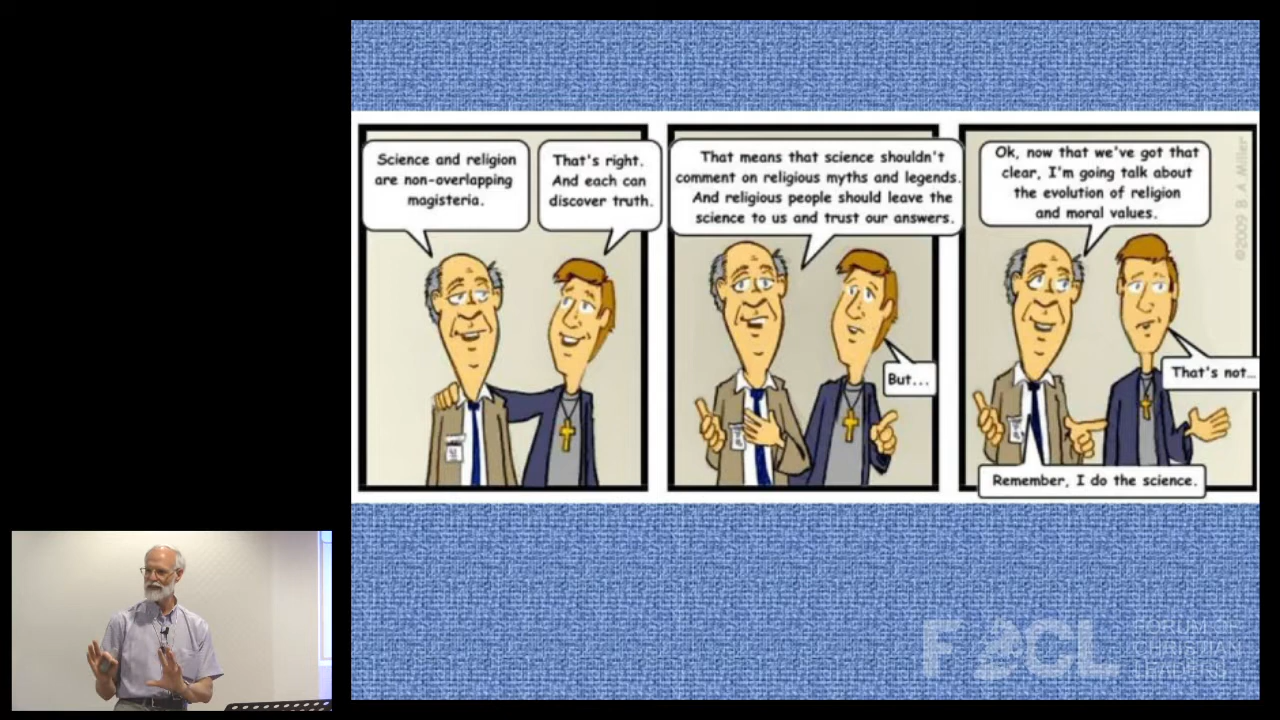 Science and religion
are non-overlapping
magisteria.
That's right.
And each can
discover truth.
That means that science shouldn't
comment on religious myths and legends.
And religious people should leave the
science to us and trust our answers.
But...
Ok, now that we've got that
clear, I'm going talk about
the evolution of religion
and moral values.
That's not...
Remember, I do the science.
©2009 B A Miller
FOCL
FORUM OF
CHRISTIAN
LEADERS